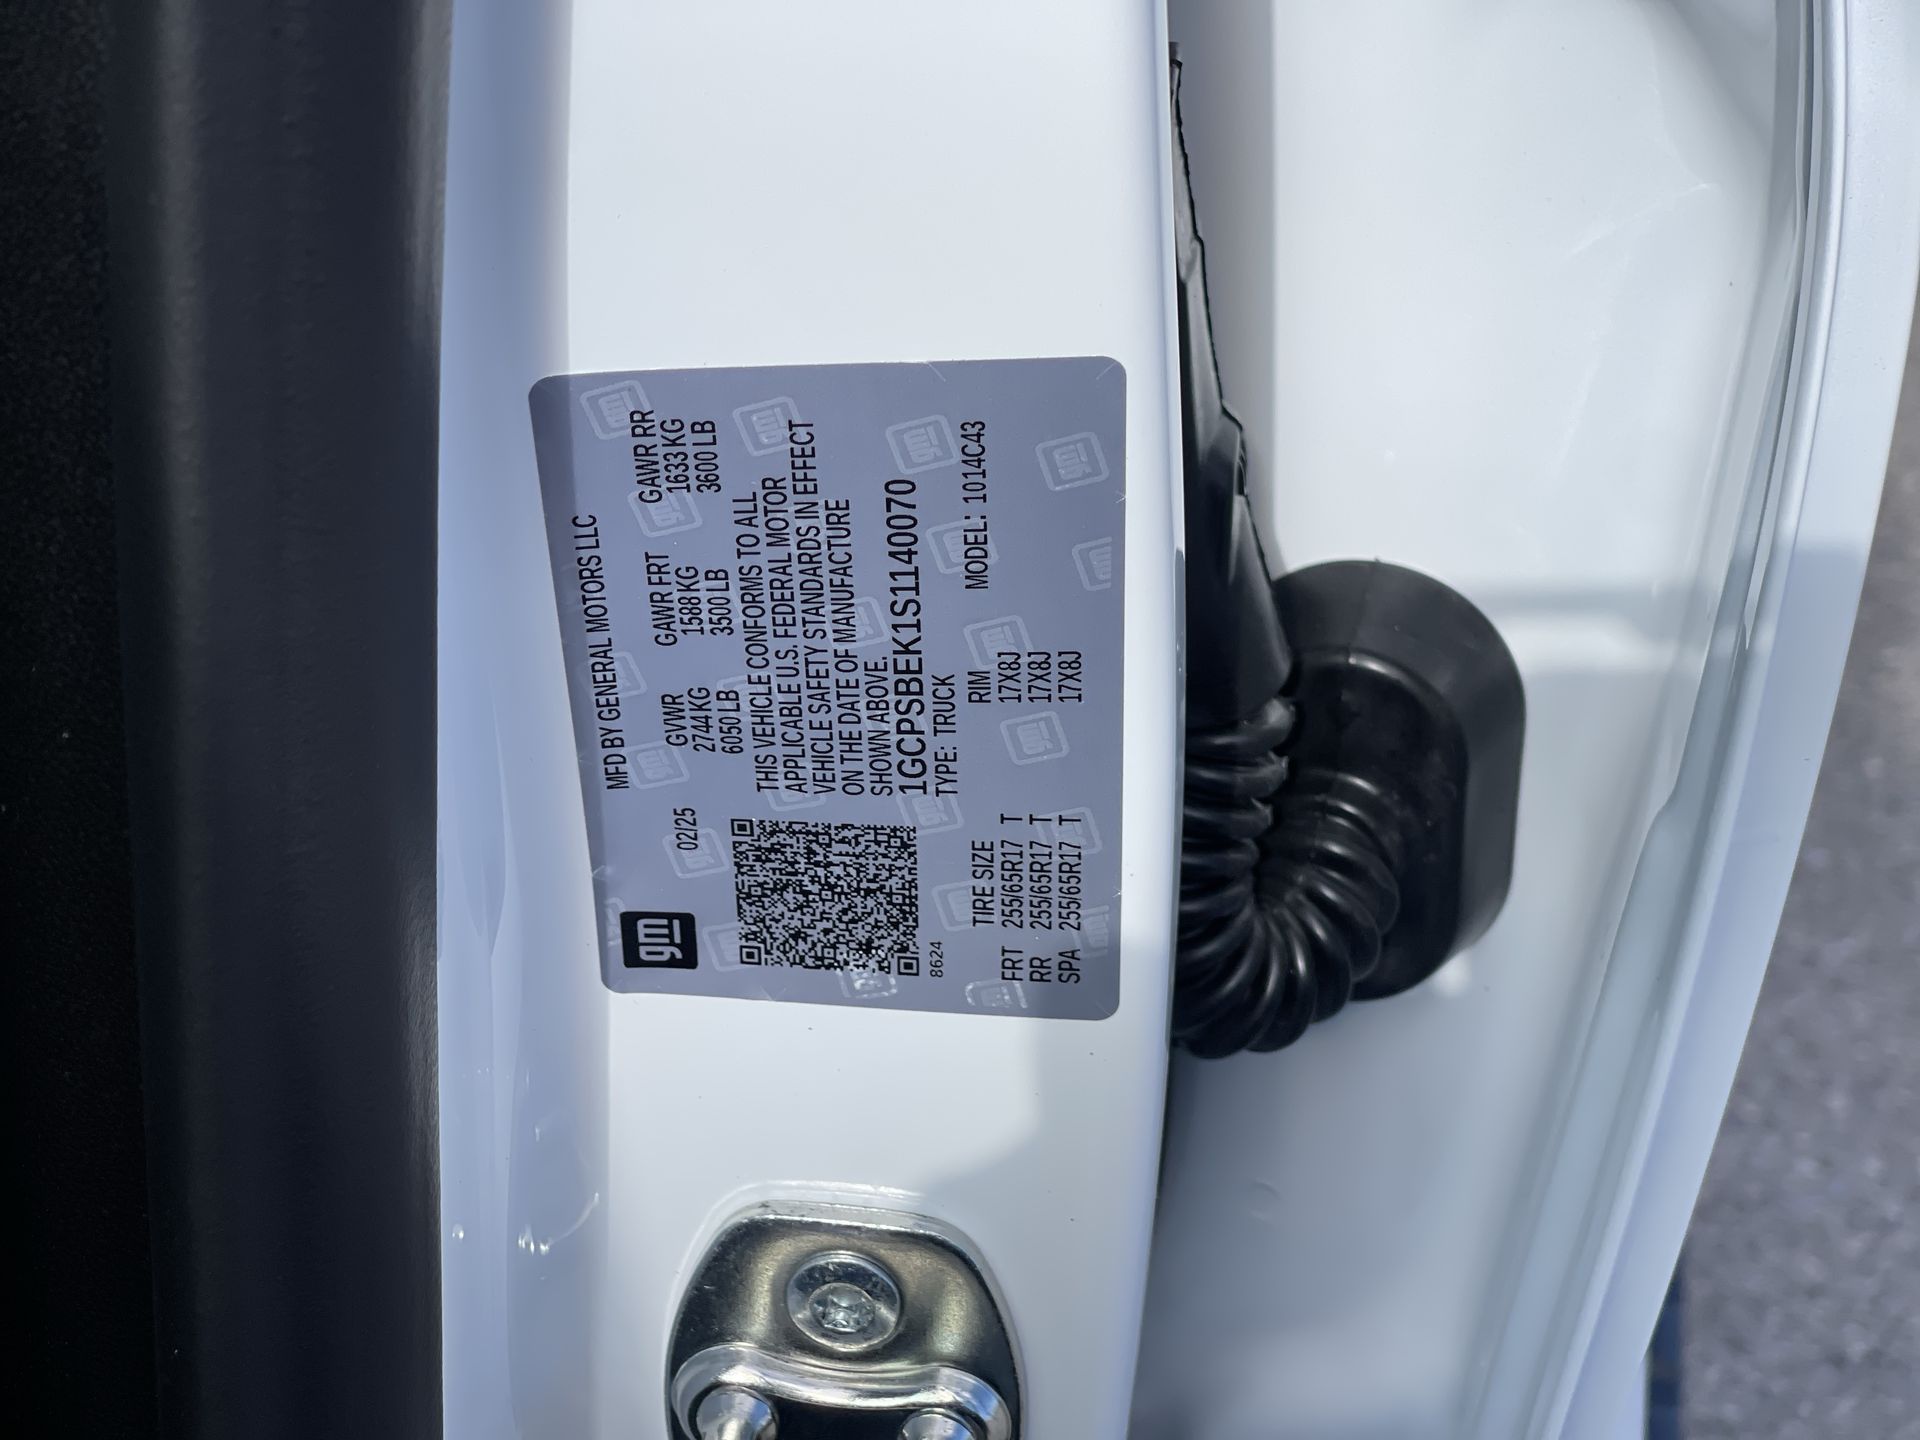 gm
MFD BY GENERAL MOTORS LLC
02/25 GVWR GAWR FRT GAWR RR
2744 KG 1588 KG 1633 KG
6050 LB 3500 LB 3600 LB
THIS VEHICLE CONFORMS TO ALL
APPLICABLE U.S. FEDERAL MOTOR
VEHICLE SAFETY STANDARDS IN EFFECT
ON THE DATE OF MANUFACTURE
SHOWN ABOVE.
1GCPSBEK1S1140070
8624 TYPE: TRUCK MODEL: 1014C43
TIRE SIZE RIM
FRT 255/65R17 T 17X8J
RR 255/65R17 T 17X8J
SPA 255/65R17 T 17X8J